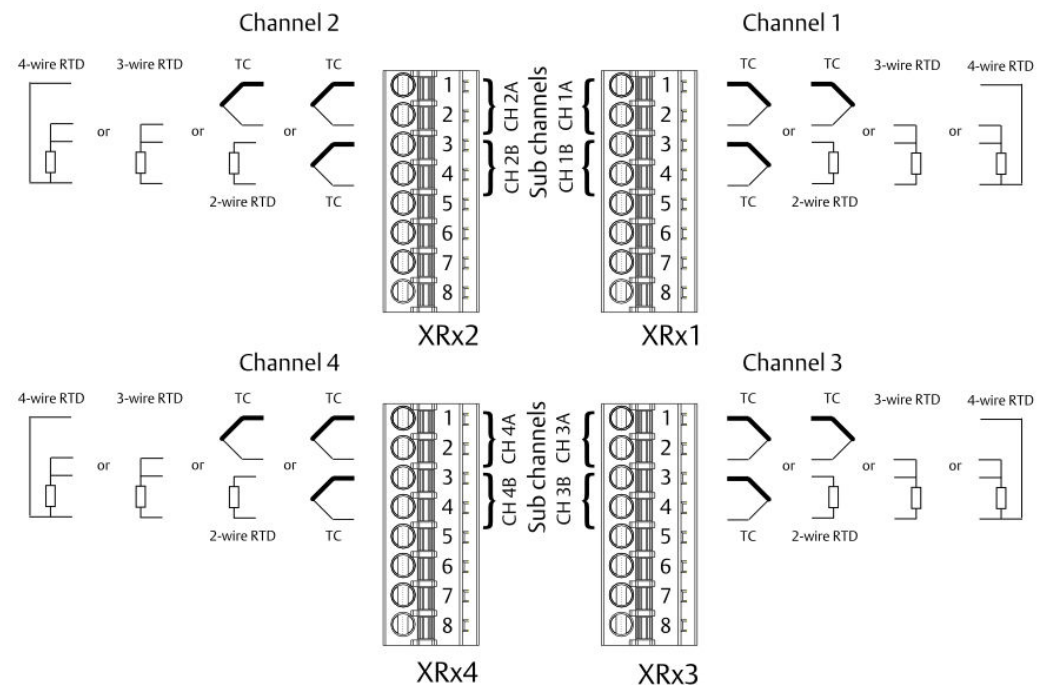 Channel 2
Channel 1
4-wire RTD 3-wire RTD TC TC
TC TC 3-wire RTD 4-wire RTD
or or or
or or or
2-wire RTD TC
TC 2-wire RTD
1
2
3
4
5
6
7
8
CH 2A
CH 2B
Sub channels
CH 1A
CH 1B
1
2
3
4
5
6
7
8
XRx2
XRx1
Channel 4
Channel 3
4-wire RTD 3-wire RTD TC TC
TC TC 3-wire RTD 4-wire RTD
or or or
or or or
2-wire RTD TC
TC 2-wire RTD
1
2
3
4
5
6
7
8
CH 4A
CH 4B
Sub channels
CH 3A
CH 3B
1
2
3
4
5
6
7
8
XRx4
XRx3